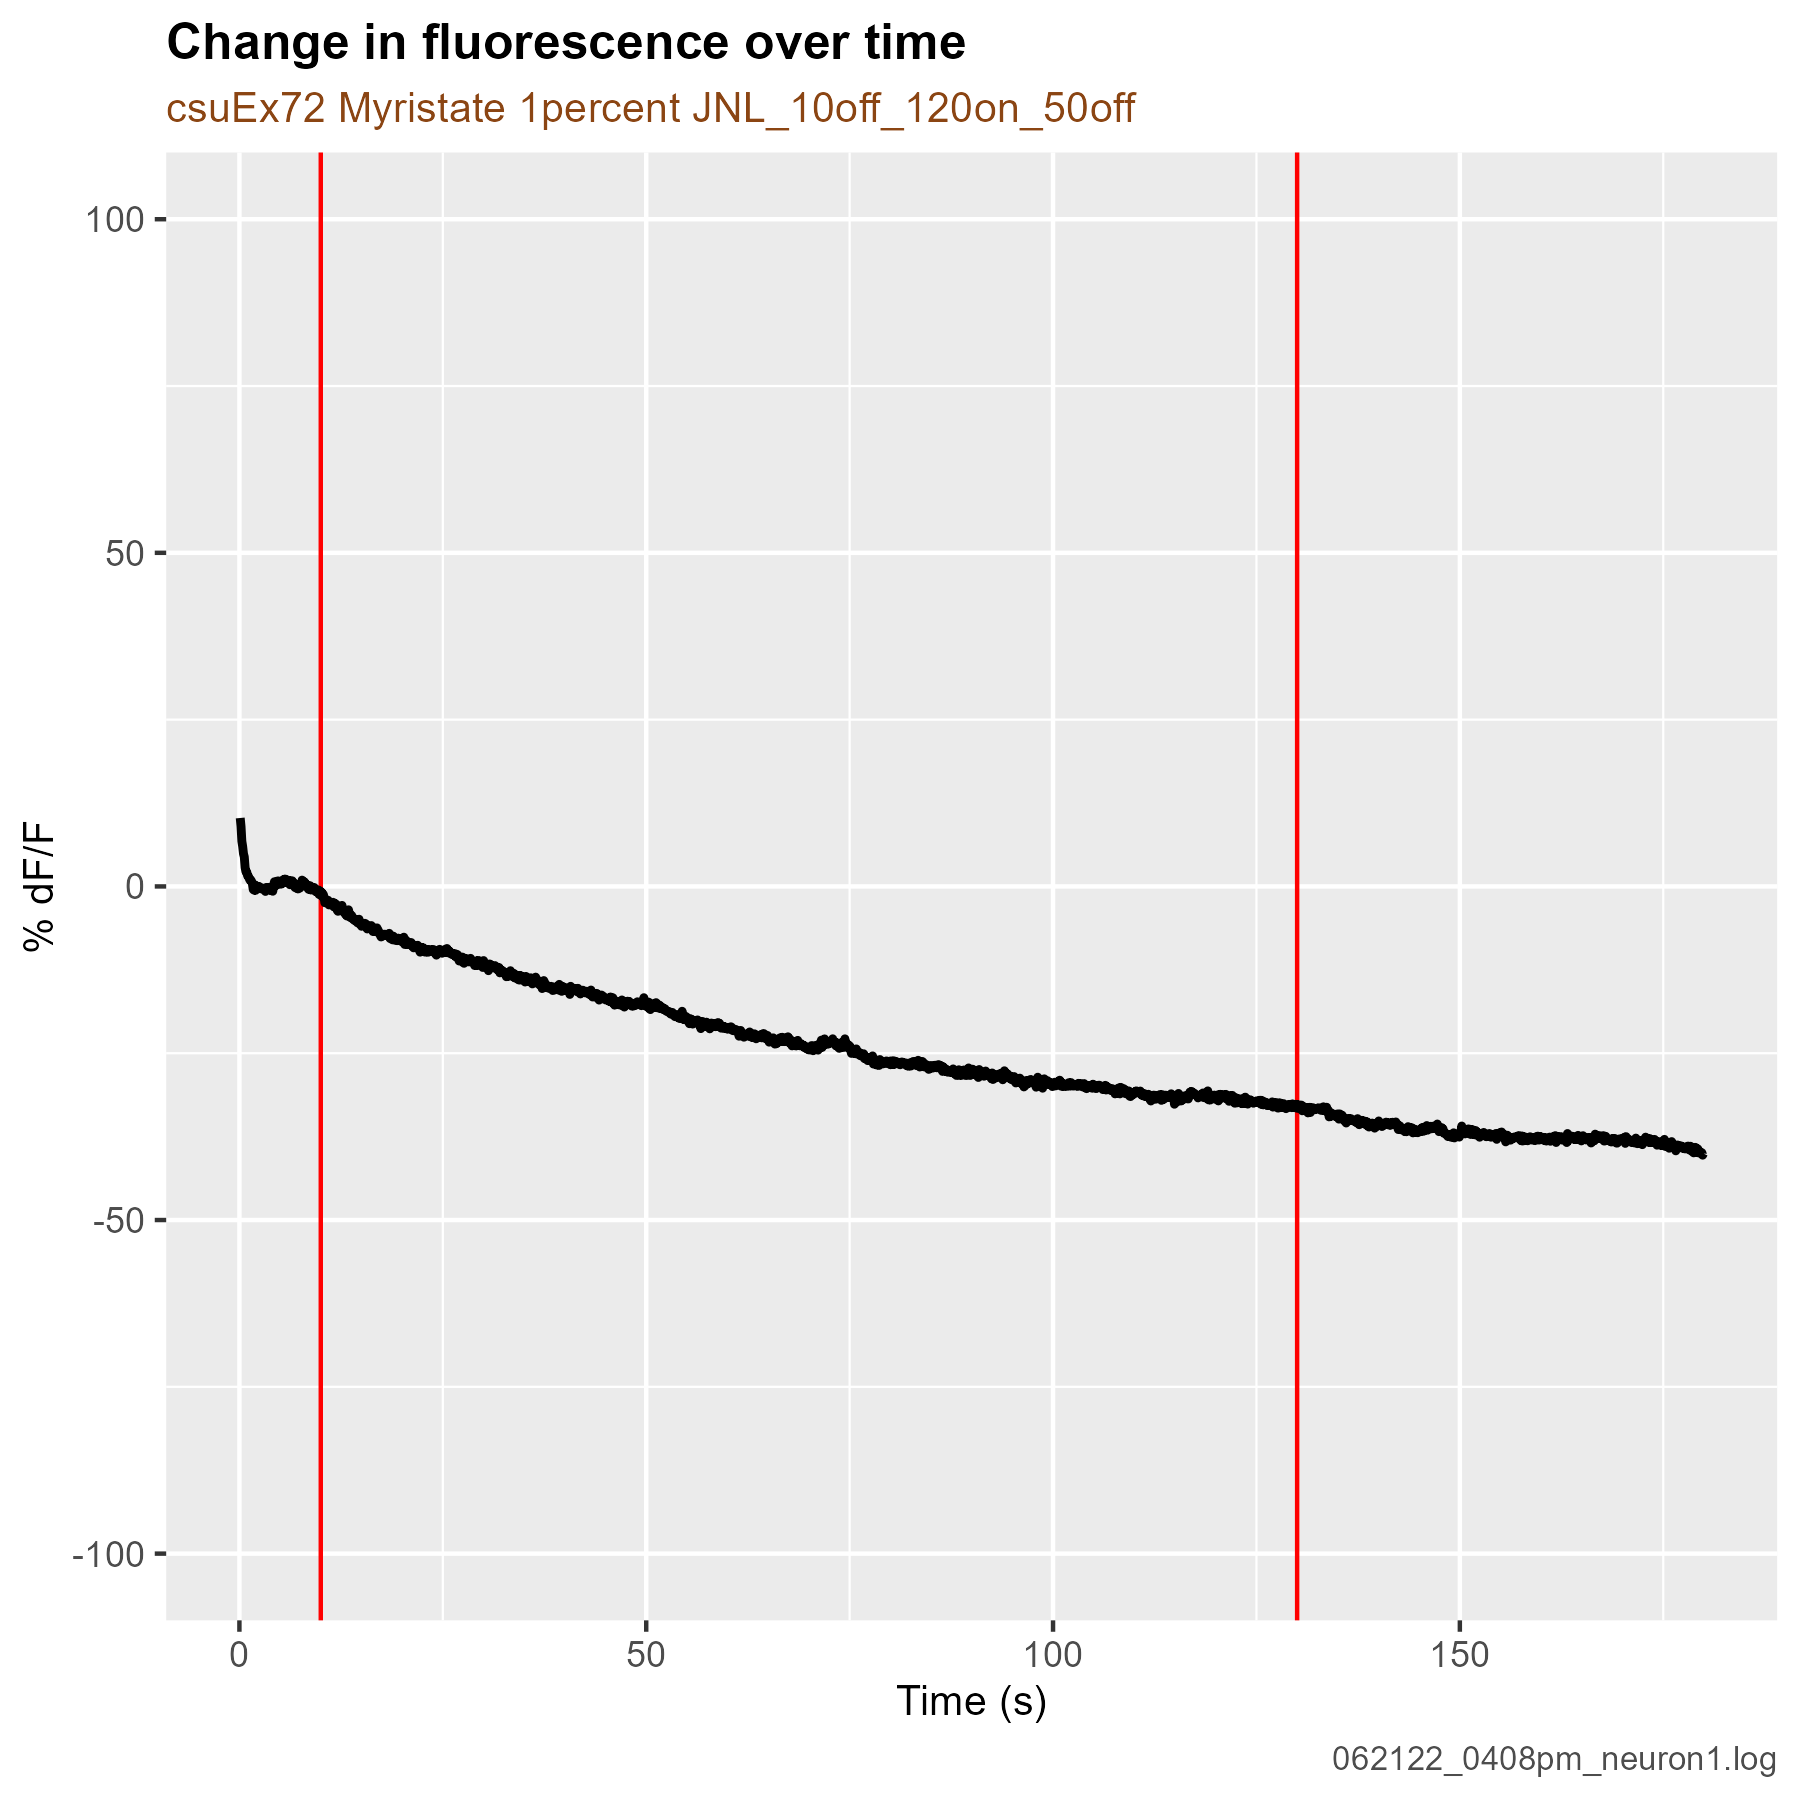 Change in fluorescence over time
csuEx72 Myristate 1percent JNL_10off_120on_50off
100
50
0
-50
-100
% dF/F
0 50 100 150
Time (s)
062122_0408pm_neuron1.log